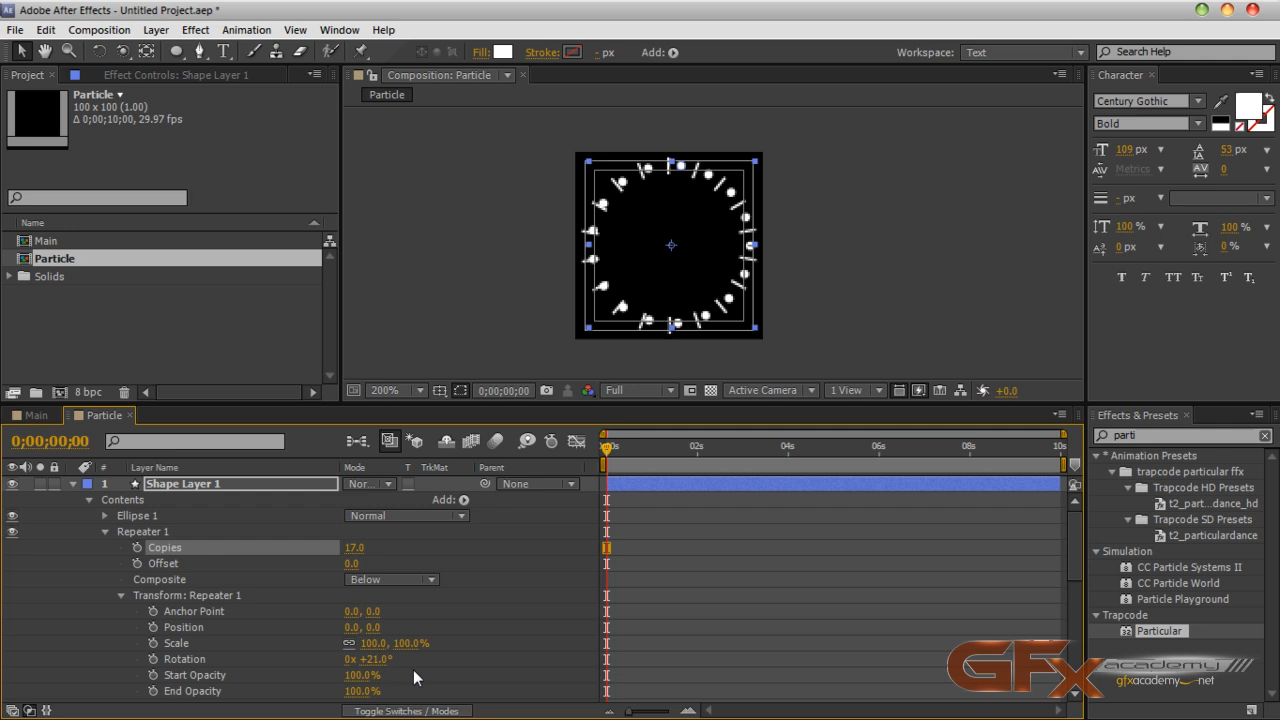 Adobe After Effects - Untitled Project.aep *
File Edit Composition Layer Effect Animation View Window Help
Fill: Stroke: - px Add: Workspace: Text Search Help
Project × Effect Controls: Shape Layer 1
Particle
100 x 100 (1.00)
Δ 0;00;10;00, 29.97 fps
Name
Main
Particle
Solids
8 bpc
Composition: Particle
Particle
200% 0;00;00;00 Full Active Camera 1 View +0.0
Character
Century Gothic
Bold
109 px 53 px
Metrics 0
- px
100 % 100 %
0 px 0 %
T T TT Tt T¹ T₁
Main Particle
0;00;00;00
:00s 02s 04s 06s 08s 10s
# Layer Name Mode T TrkMat Parent
1 Shape Layer 1 Nor... None
Contents Add:
Ellipse 1 Normal
Repeater 1
Copies 17.0
Offset 0.0
Composite Below
Transform: Repeater 1
Anchor Point 0.0, 0.0
Position 0.0, 0.0
Scale 100.0, 100.0%
Rotation 0x +21.0°
Start Opacity 100.0%
End Opacity 100.0%
Toggle Switches / Modes
Effects & Presets
parti
* Animation Presets
trapcode particular ffx
Trapcode HD Presets
t2_part...dance_hd
Trapcode SD Presets
t2_particulardance
Simulation
CC Particle Systems II
CC Particle World
Particle Playground
Trapcode
Particular
GFX academy
gfxacademy.net